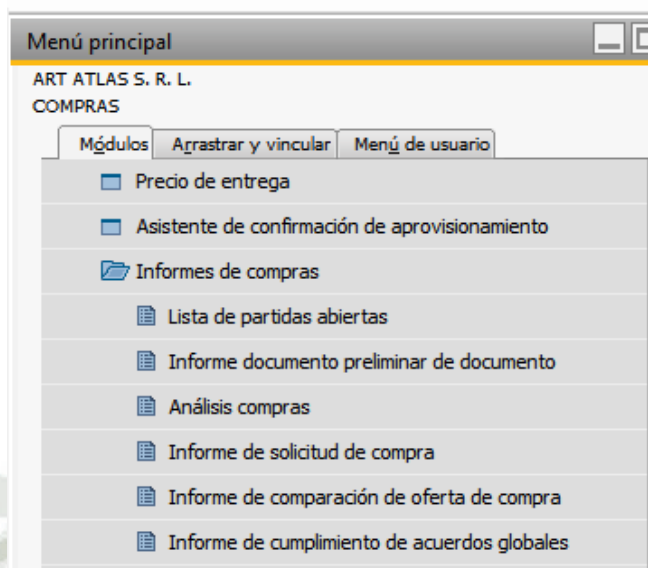 Menú principal
ART ATLAS S. R. L.
COMPRAS
Módulos Arrastrar y vincular Menú de usuario
Precio de entrega
Asistente de confirmación de aprovisionamiento
Informes de compras
Lista de partidas abiertas
Informe documento preliminar de documento
Análisis compras
Informe de solicitud de compra
Informe de comparación de oferta de compra
Informe de cumplimiento de acuerdos globales